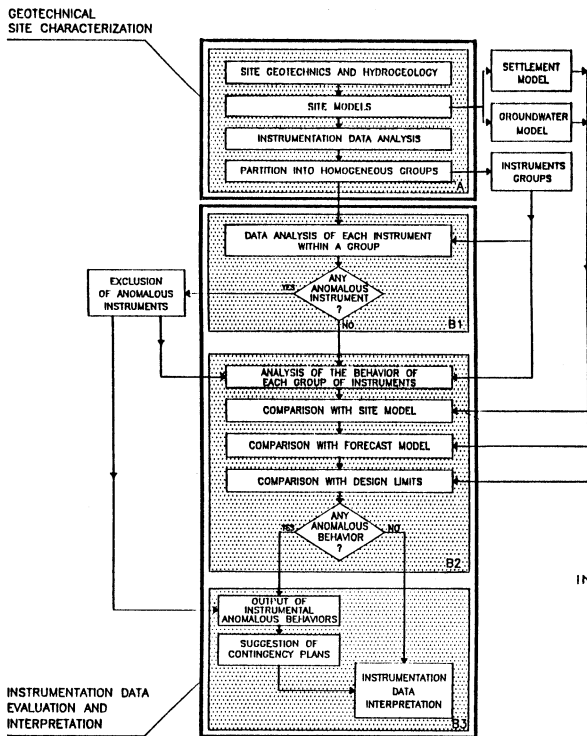 GEOTECHNICAL
SITE CHARACTERIZATION
SITE GEOTECHNICS AND HYDROGEOLOGY
SITE MODELS
INSTRUMENTATION DATA ANALYSIS
PARTITION INTO HOMOGENEOUS GROUPS
A
SETTLEMENT
MODEL
GROUNDWATER
MODEL
INSTRUMENTS
GROUPS
DATA ANALYSIS OF EACH INSTRUMENT
WITHIN A GROUP
ANY
ANOMALOUS
INSTRUMENT
?
YES
NO
B1
EXCLUSION
OF ANOMALOUS
INSTRUMENTS
ANALYSIS OF THE BEHAVIOR OF
EACH GROUP OF INSTRUMENTS
COMPARISON WITH SITE MODEL
COMPARISON WITH FORECAST MODEL
COMPARISON WITH DESIGN LIMITS
ANY
ANOMALOUS
BEHAVIOR
?
YES
NO
B2
IN
OUTPUT OF
INSTRUMENTAL
ANOMALOUS BEHAVIORS
SUGGESTION OF
CONTINGENCY PLANS
INSTRUMENTATION
DATA
INTERPRETATION
B3
INSTRUMENTATION DATA
EVALUATION AND
INTERPRETATION